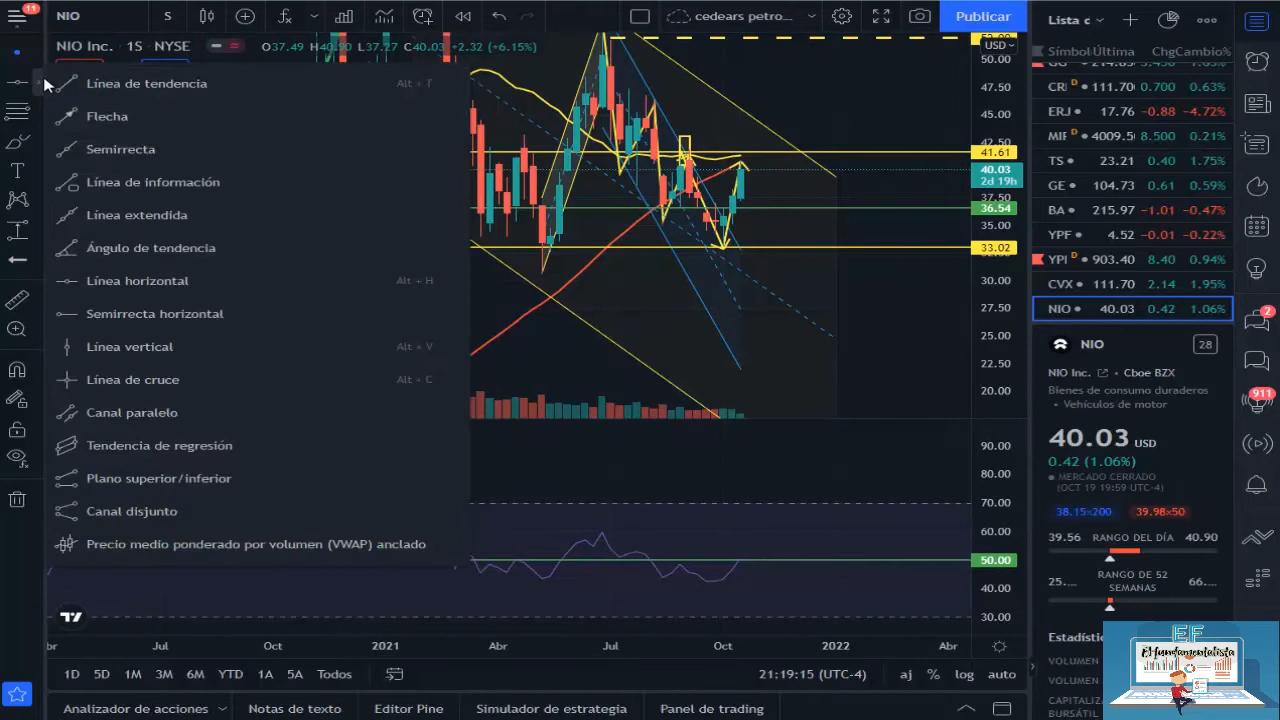 11
NIO S cedears petro... Publicar
NIO Inc. · 1S NYSE O37.49 H40.90 L37.27 C40.03 +2.32 (+6.15%)
USD
Línea de tendencia Alt + T
Flecha
Semirrecta
Línea de información
Línea extendida
Ángulo de tendencia
Línea horizontal Alt + H
Semirrecta horizontal
Línea vertical Alt + V
Línea de cruce Alt + C
Canal paralelo
Tendencia de regresión
Plano superior/inferior
Canal disjunto
Precio medio ponderado por volumen (VWAP) anclado
50.00
47.50
45.00
42.50
41.61
40.03
2d 19h
37.50
36.54
35.00
33.02
30.00
27.50
25.00
22.50
20.00
90.00
80.00
70.00
60.00
50.00
40.00
30.00
Jul Oct 2021 Abr Jul Oct 2022
1D 5D 1M 3M 6M YTD 1A 5A Todos 21:19:15 (UTC-4) aj % log auto
Analizador de acciones Notas de texto Editor Pine Simulador de estrategia Panel de trading
Lista d
Símbol Última Chg Cambio%
CRI D 111.70 0.700 0.63%
ERJ 17.76 -0.88 -4.72%
MIF D 4009.5 8.500 0.21%
TS 23.21 0.40 1.75%
GE 104.73 0.61 0.59%
BA 215.97 -1.01 -0.47%
YPF 4.52 -0.01 -0.22%
YPI D 903.40 8.40 0.94%
CVX 111.70 2.14 1.95%
NIO 40.03 0.42 1.06%
NIO 28
NIO Inc. • Cboe BZX
Bienes de consumo duraderos
• Vehículos de motor
40.03 USD
0.42 (1.06%)
MERCADO CERRADO
(OCT 19 19:59 UTC-4)
38.15×200 39.98×50
39.56 RANGO DEL DÍA 40.90
25.... RANGO DE 52 SEMANAS 66....
Estadíst
VOLUMEN
VOLUMEN
CAPITALIZ
BURSÁTIL
2
911
EF
El Fundamentalista